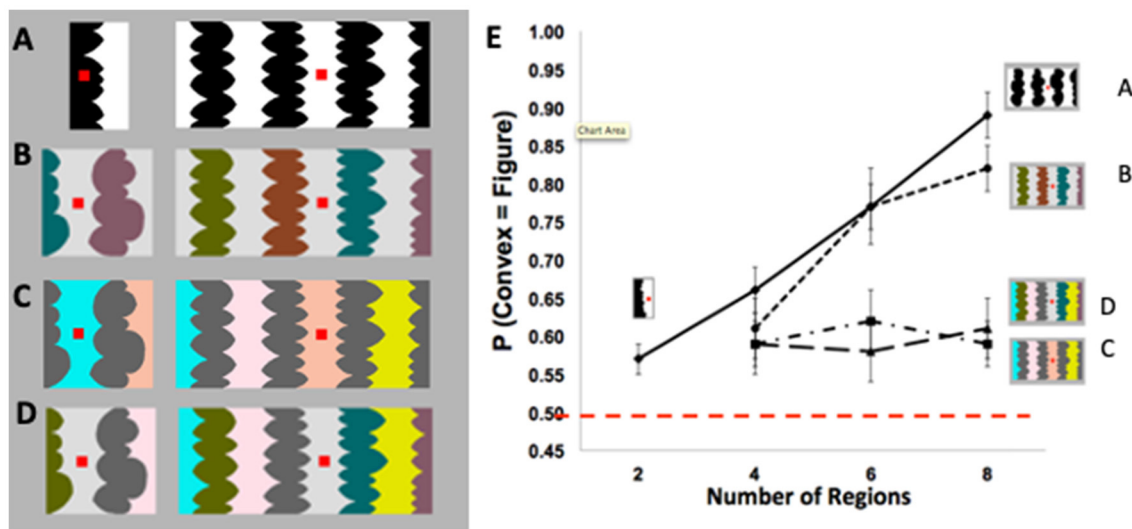 A
B
C
D
E
P (Convex = Figure)
1.00
0.95
0.90
0.85
0.80
0.75
0.70
0.65
0.60
0.55
0.50
0.45
Chart Area
2 4 6 8
Number of Regions
A
B
D
C